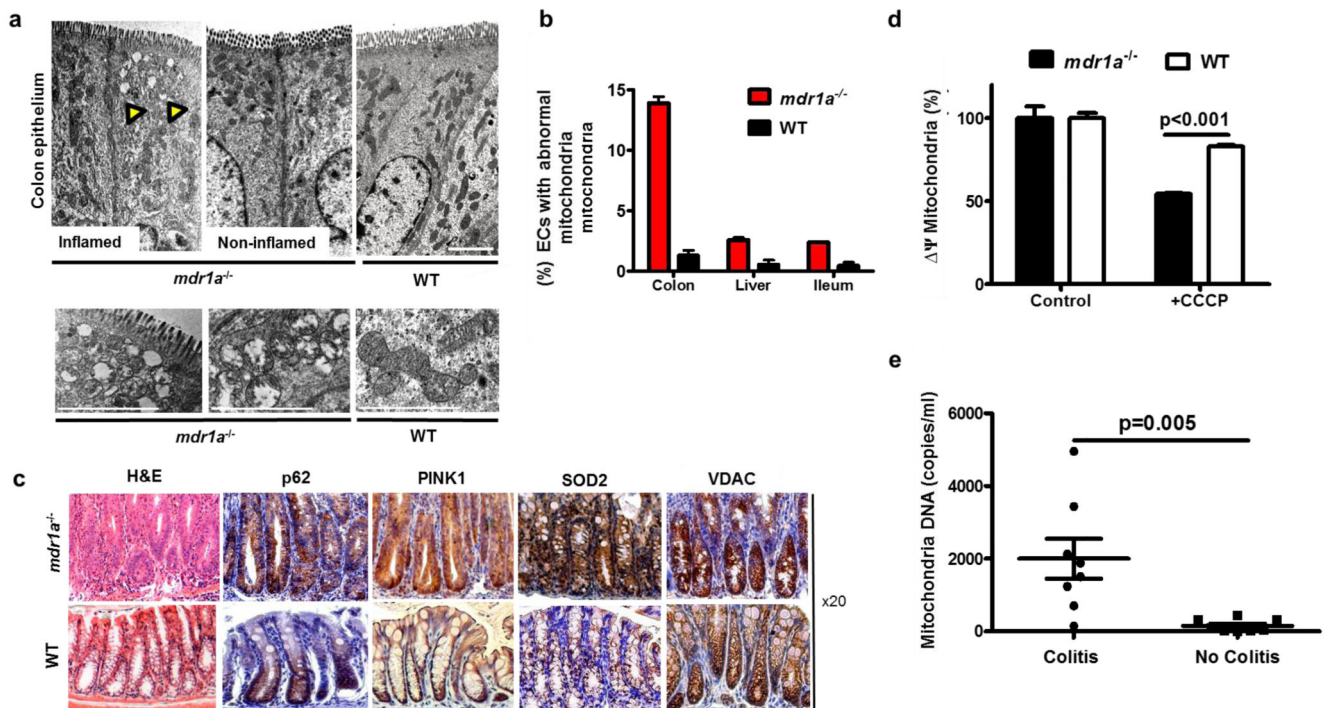 a
Colon epithelium
Inflamed
Non-inflamed
mdr1a-/-
WT
mdr1a-/-
WT
b
(%) ECs with abnormal
mitochondria
mitochondria
15
10
5
0
mdr1a-/-
WT
Colon
Liver
Ileum
c
H&E
p62
PINK1
SOD2
VDAC
mdr1a-/-
WT
x20
d
mdr1a-/-
WT
ΔΨ Mitochondria (%)
100
50
0
p<0.001
Control
+CCCP
e
Mitochondria DNA (copies/ml)
6000
4000
2000
0
p=0.005
Colitis
No Colitis